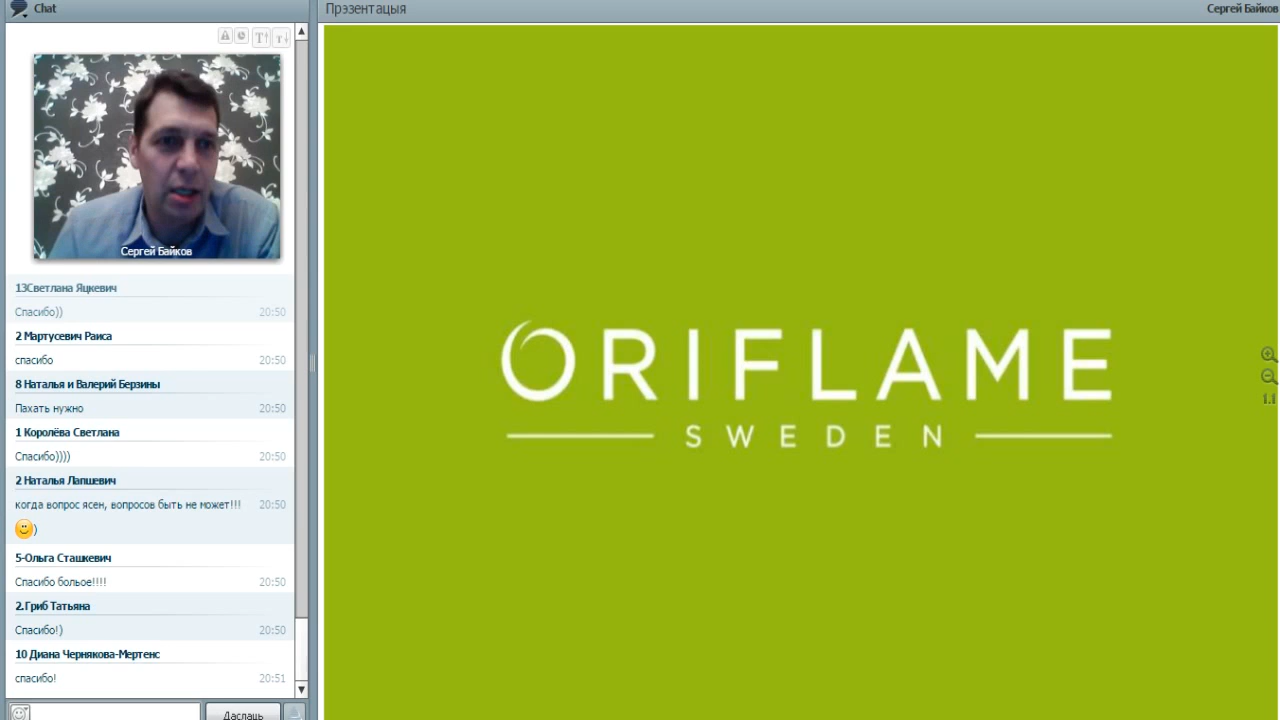 Chat
Прэзентацыя
Сергей Байков
T↑ т↓
Сергей Байков
13Светлана Яцкевич
Спасибо)) 20:50
2 Мартусевич Раиса
спасибо 20:50
8 Наталья и Валерий Берзины
Пахать нужно 20:50
1 Королёва Светлана
Спасибо)))) 20:50
2 Наталья Лапшевич
когда вопрос ясен, вопросов быть не может!!! 20:50
)
5-Ольга Сташкевич
Спасибо больое!!!! 20:50
2.Гриб Татьяна
Спасибо!) 20:50
10 Диана Чернякова-Мертенс
спасибо! 20:51
Даслаць
ORIFLAME
SWEDEN
1:1